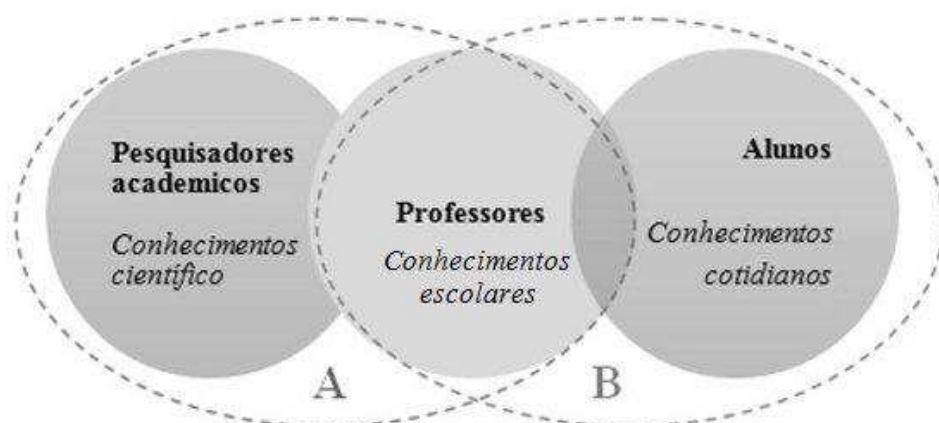 Pesquisadores
academicos
Conhecimentos
científico
Professores
Conhecimentos
escolares
Alunos
Conhecimentos
cotidianos
A
B